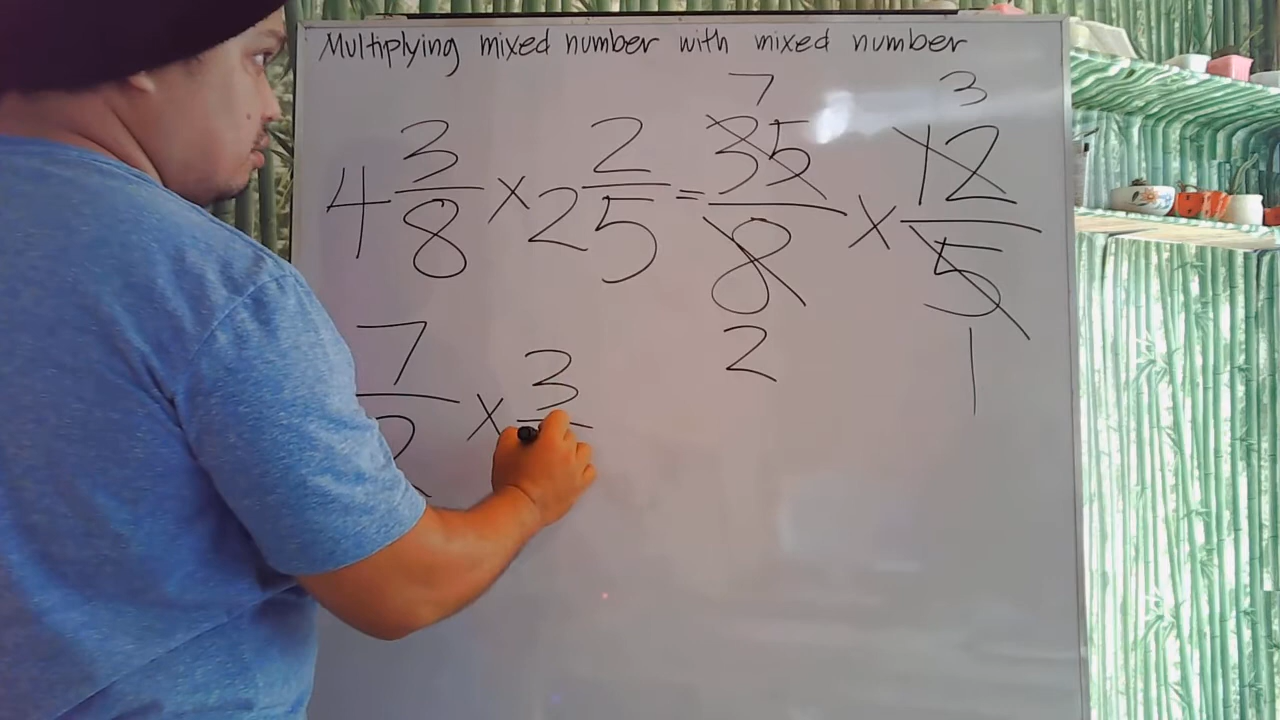 Multiplying mixed number with mixed number
7 3
4 3/8 × 2 2/5 = 35/8 × 12/5
2 1
7/2 × 3